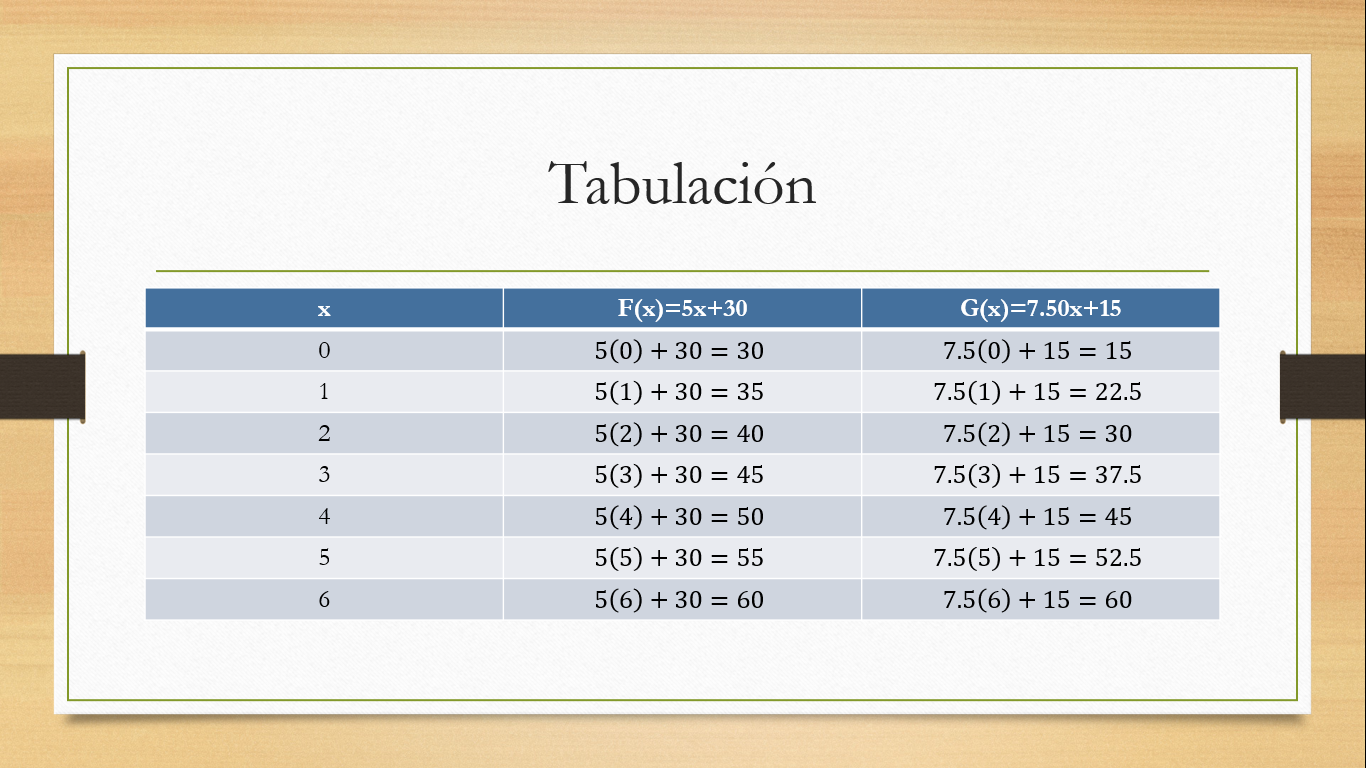 Tabulación
x F(x)=5x+30 G(x)=7.50x+15
0 5(0) + 30 = 30 7.5(0) + 15 = 15
1 5(1) + 30 = 35 7.5(1) + 15 = 22.5
2 5(2) + 30 = 40 7.5(2) + 15 = 30
3 5(3) + 30 = 45 7.5(3) + 15 = 37.5
4 5(4) + 30 = 50 7.5(4) + 15 = 45
5 5(5) + 30 = 55 7.5(5) + 15 = 52.5
6 5(6) + 30 = 60 7.5(6) + 15 = 60